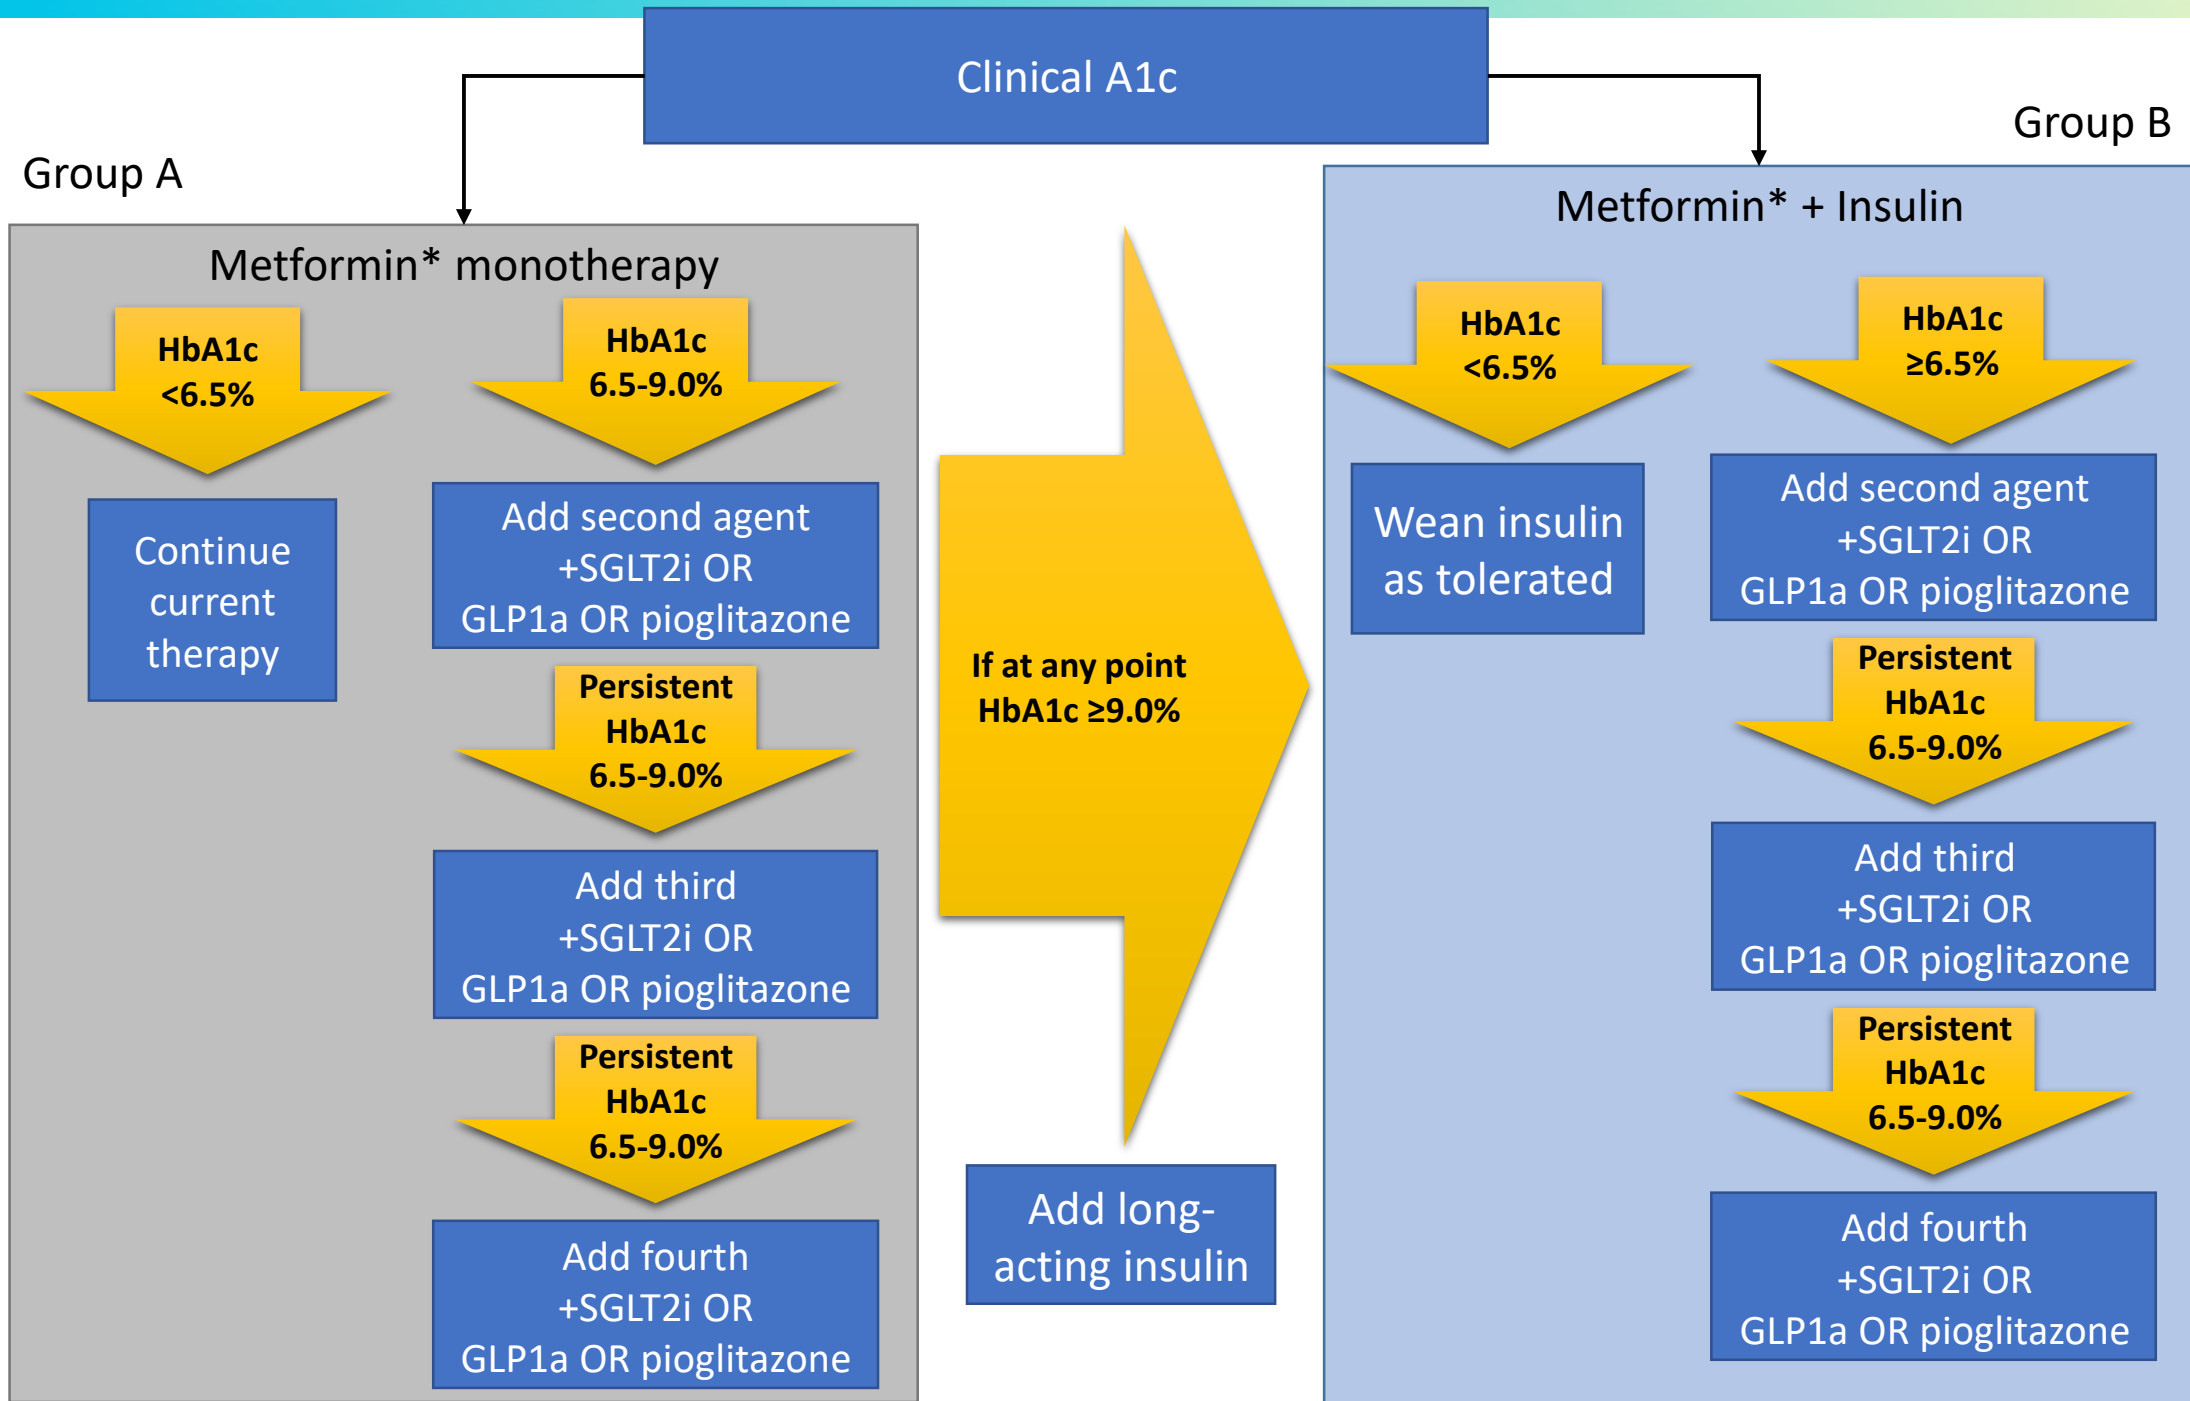 Clinical A1c
Group A
Metformin* monotherapy
HbA1c
<6.5%
Continue
current
therapy
HbA1c
6.5-9.0%
Add second agent
+SGLT2i OR
GLP1a OR pioglitazone
Persistent
HbA1c
6.5-9.0%
Add third
+SGLT2i OR
GLP1a OR pioglitazone
Persistent
HbA1c
6.5-9.0%
Add fourth
+SGLT2i OR
GLP1a OR pioglitazone
If at any point
HbA1c ≥9.0%
Add long-
acting insulin
Group B
Metformin* + Insulin
HbA1c
<6.5%
Wean insulin
as tolerated
HbA1c
≥6.5%
Add second agent
+SGLT2i OR
GLP1a OR pioglitazone
Persistent
HbA1c
6.5-9.0%
Add third
+SGLT2i OR
GLP1a OR pioglitazone
Persistent
HbA1c
6.5-9.0%
Add fourth
+SGLT2i OR
GLP1a OR pioglitazone